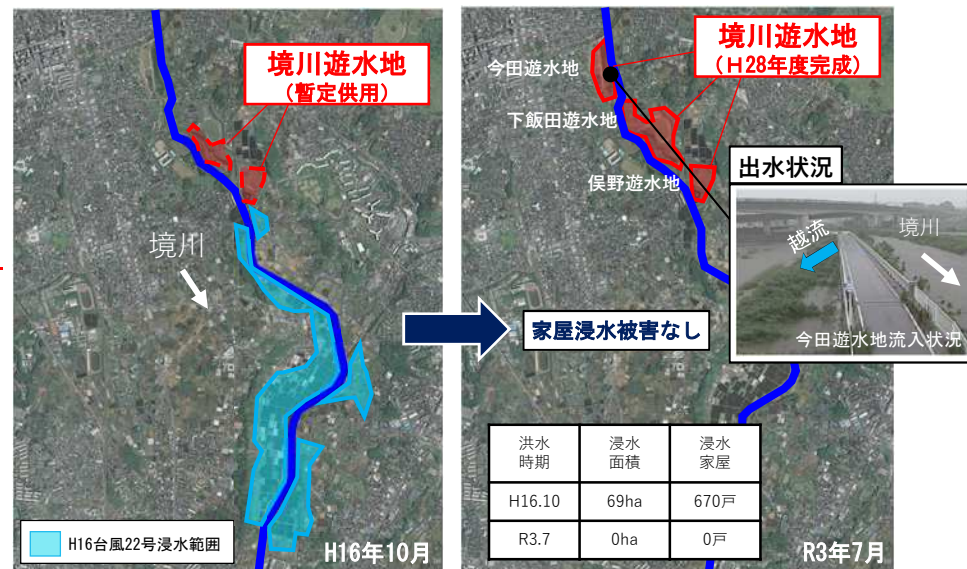 境川遊水地
（暫定供用）
境川
H16台風22号浸水範囲
H16年10月
境川遊水地
（H28年度完成）
今田遊水地
下飯田遊水地
俣野遊水地
出水状況
越流
境川
今田遊水地流入状況
家屋浸水被害なし
洪水
時期
浸水
面積
浸水
家屋
H16.10
69ha
670戸
R3.7
0ha
0戸
R3年7月